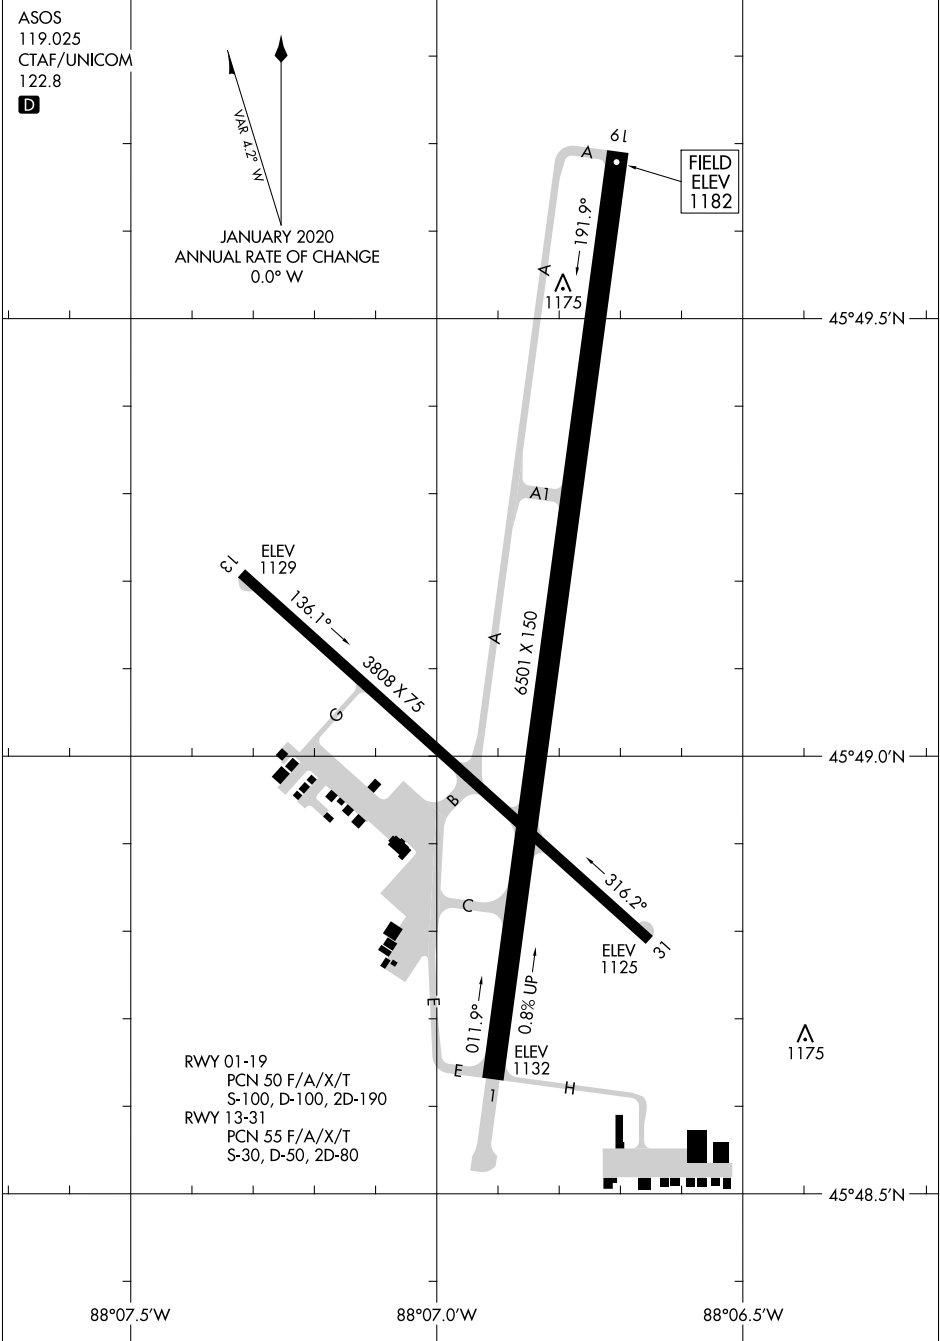 ASOS
119.025
CTAF/UNICOM
122.8
D
VAR 4.2° W
JANUARY 2020
ANNUAL RATE OF CHANGE
0.0° W
19
A
FIELD
ELEV
1182
191.9°
A
1175
45°49.5'N
A1
13
ELEV
1129
136.1°
3808 X 75
A
6501 X 150
G
45°49.0'N
B
C
316.2°
31
ELEV
1125
E
011.9°
0.8% UP
1175
E
ELEV
1132
H
1
RWY 01-19
PCN 50 F/A/X/T
S-100, D-100, 2D-190
RWY 13-31
PCN 55 F/A/X/T
S-30, D-50, 2D-80
45°48.5'N
88°07.5'W
88°07.0'W
88°06.5'W